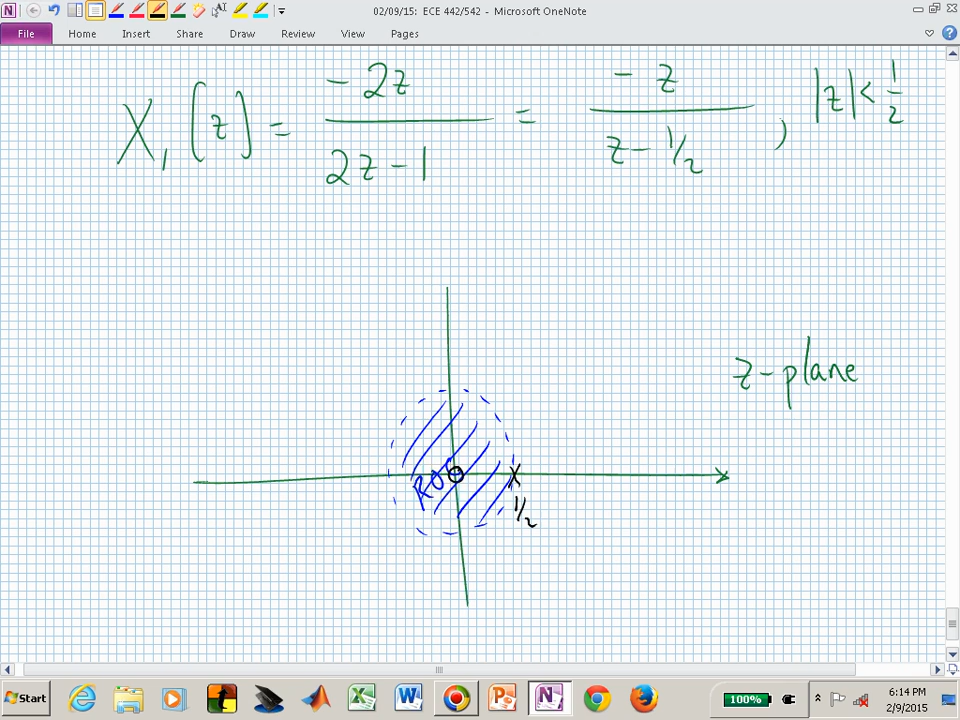 02/09/15: ECE 442/542 - Microsoft OneNote
File Home Insert Share Draw Review View Pages
X₁(z) = -2z / 2z-1 = -z / z-1/2 , |z| < 1/2
z-plane
ROC
1/2
Start 100% 6:14 PM
2/9/2015